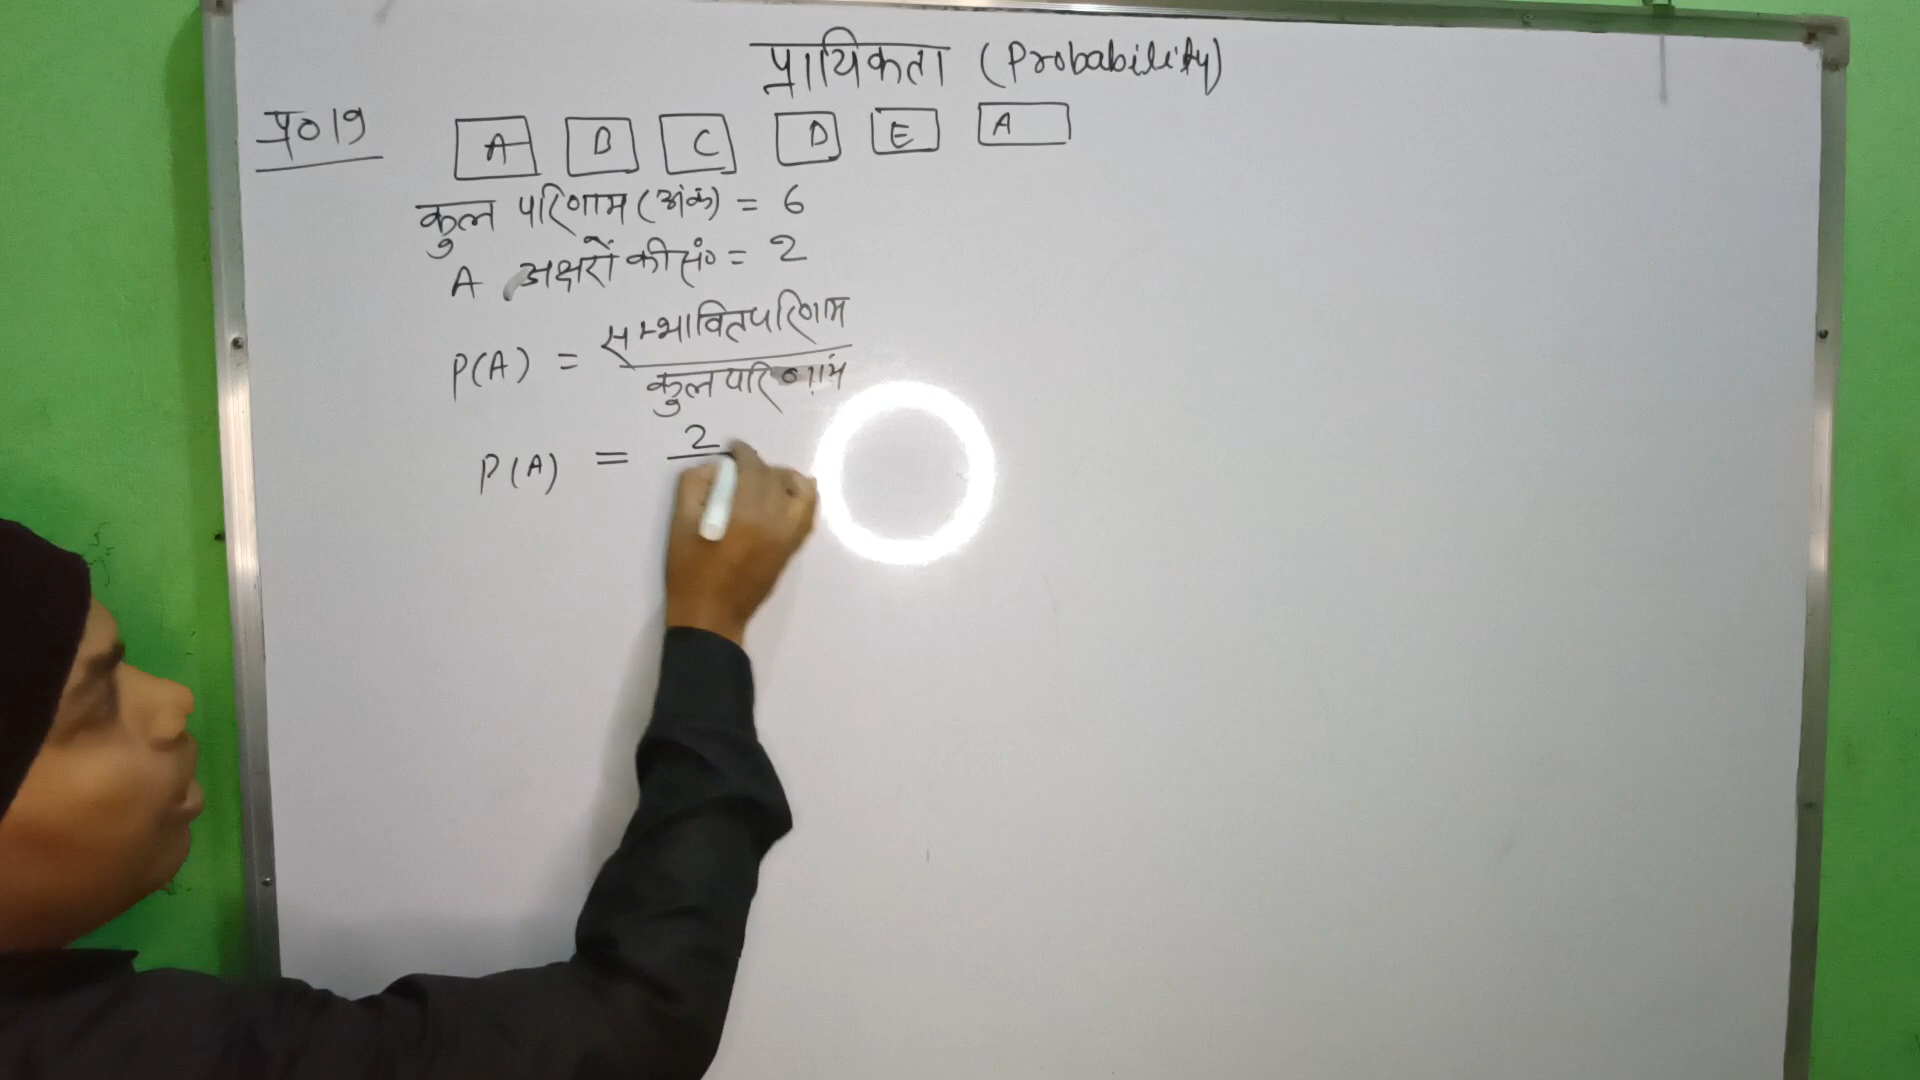 प्रायिकता (Probability)
प्र०19 A B C D E A
कुल परिणाम (अंक) = 6
A अक्षरों की सं० = 2
P(A) = सम्भावित परिणाम / कुल परिणाम
P(A) = 2